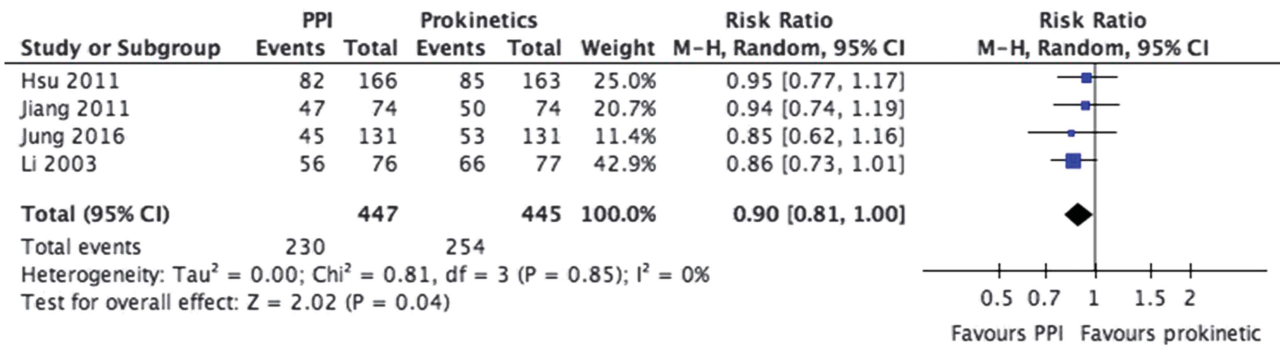 PPI Prokinetics Risk Ratio Risk Ratio
Study or Subgroup Events Total Events Total Weight M-H, Random, 95% CI M-H, Random, 95% CI
Hsu 2011 82 166 85 163 25.0% 0.95 [0.77, 1.17]
Jiang 2011 47 74 50 74 20.7% 0.94 [0.74, 1.19]
Jung 2016 45 131 53 131 11.4% 0.85 [0.62, 1.16]
Li 2003 56 76 66 77 42.9% 0.86 [0.73, 1.01]
Total (95% CI) 447 445 100.0% 0.90 [0.81, 1.00]
Total events 230 254
Heterogeneity: Tau² = 0.00; Chi² = 0.81, df = 3 (P = 0.85); I² = 0%
Test for overall effect: Z = 2.02 (P = 0.04)
0.5 0.7 1 1.5 2
Favours PPI Favours prokinetic